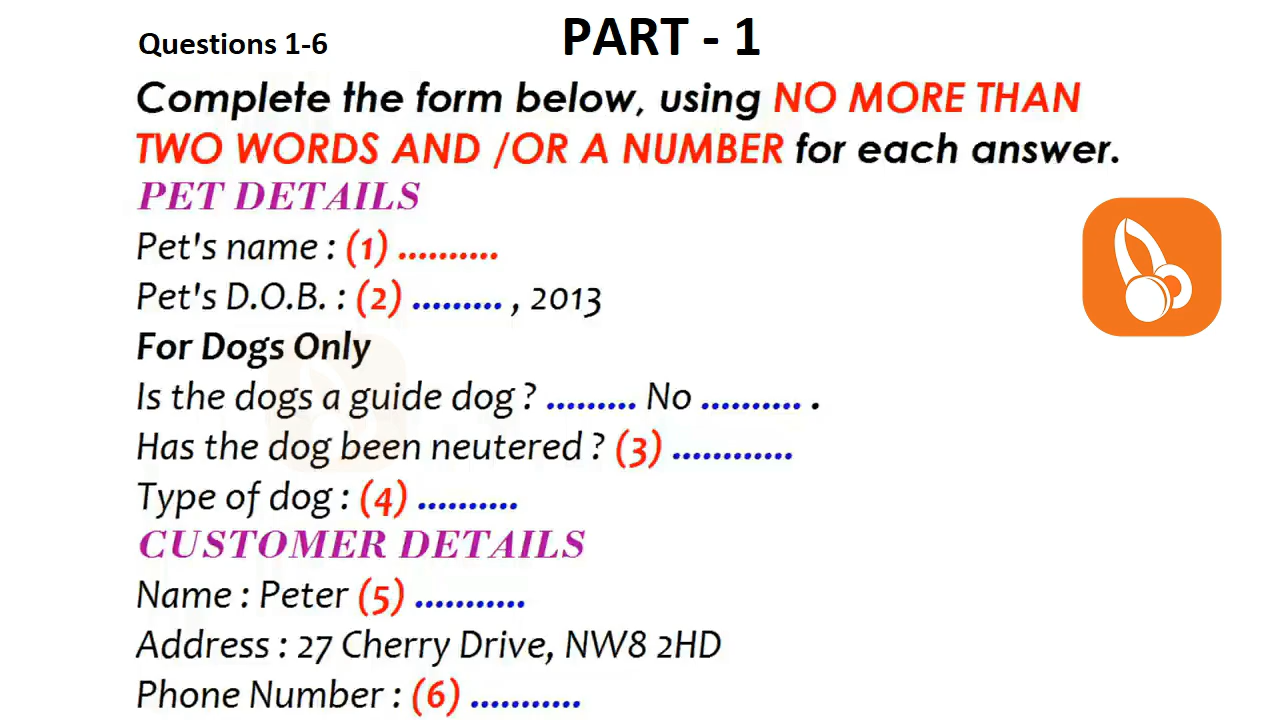 Questions 1-6
PART - 1
Complete the form below, using NO MORE THAN
TWO WORDS AND /OR A NUMBER for each answer.
PET DETAILS
Pet's name : (1) ..........
Pet's D.O.B. : (2) ......... , 2013
For Dogs Only
Is the dogs a guide dog ? ......... No .......... .
Has the dog been neutered ? (3) ............
Type of dog : (4) ..........
CUSTOMER DETAILS
Name : Peter (5) ...........
Address : 27 Cherry Drive, NW8 2HD
Phone Number : (6) ...........